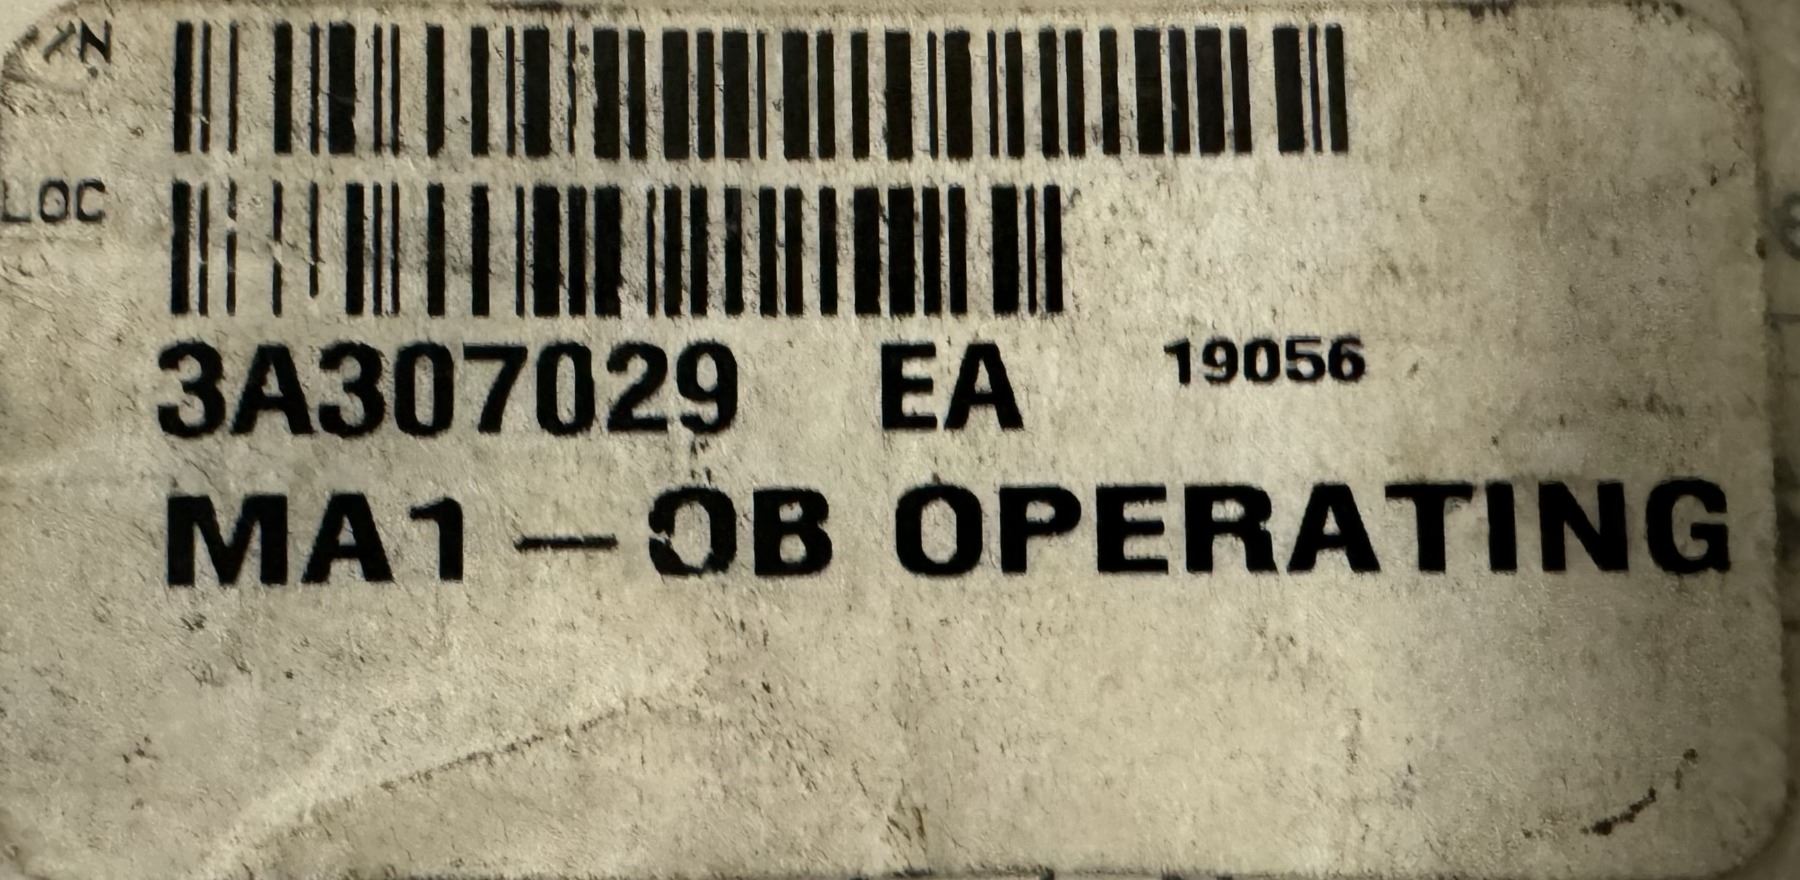 /N
LOC
3A307029 EA 19056
MA1 - OB OPERATING